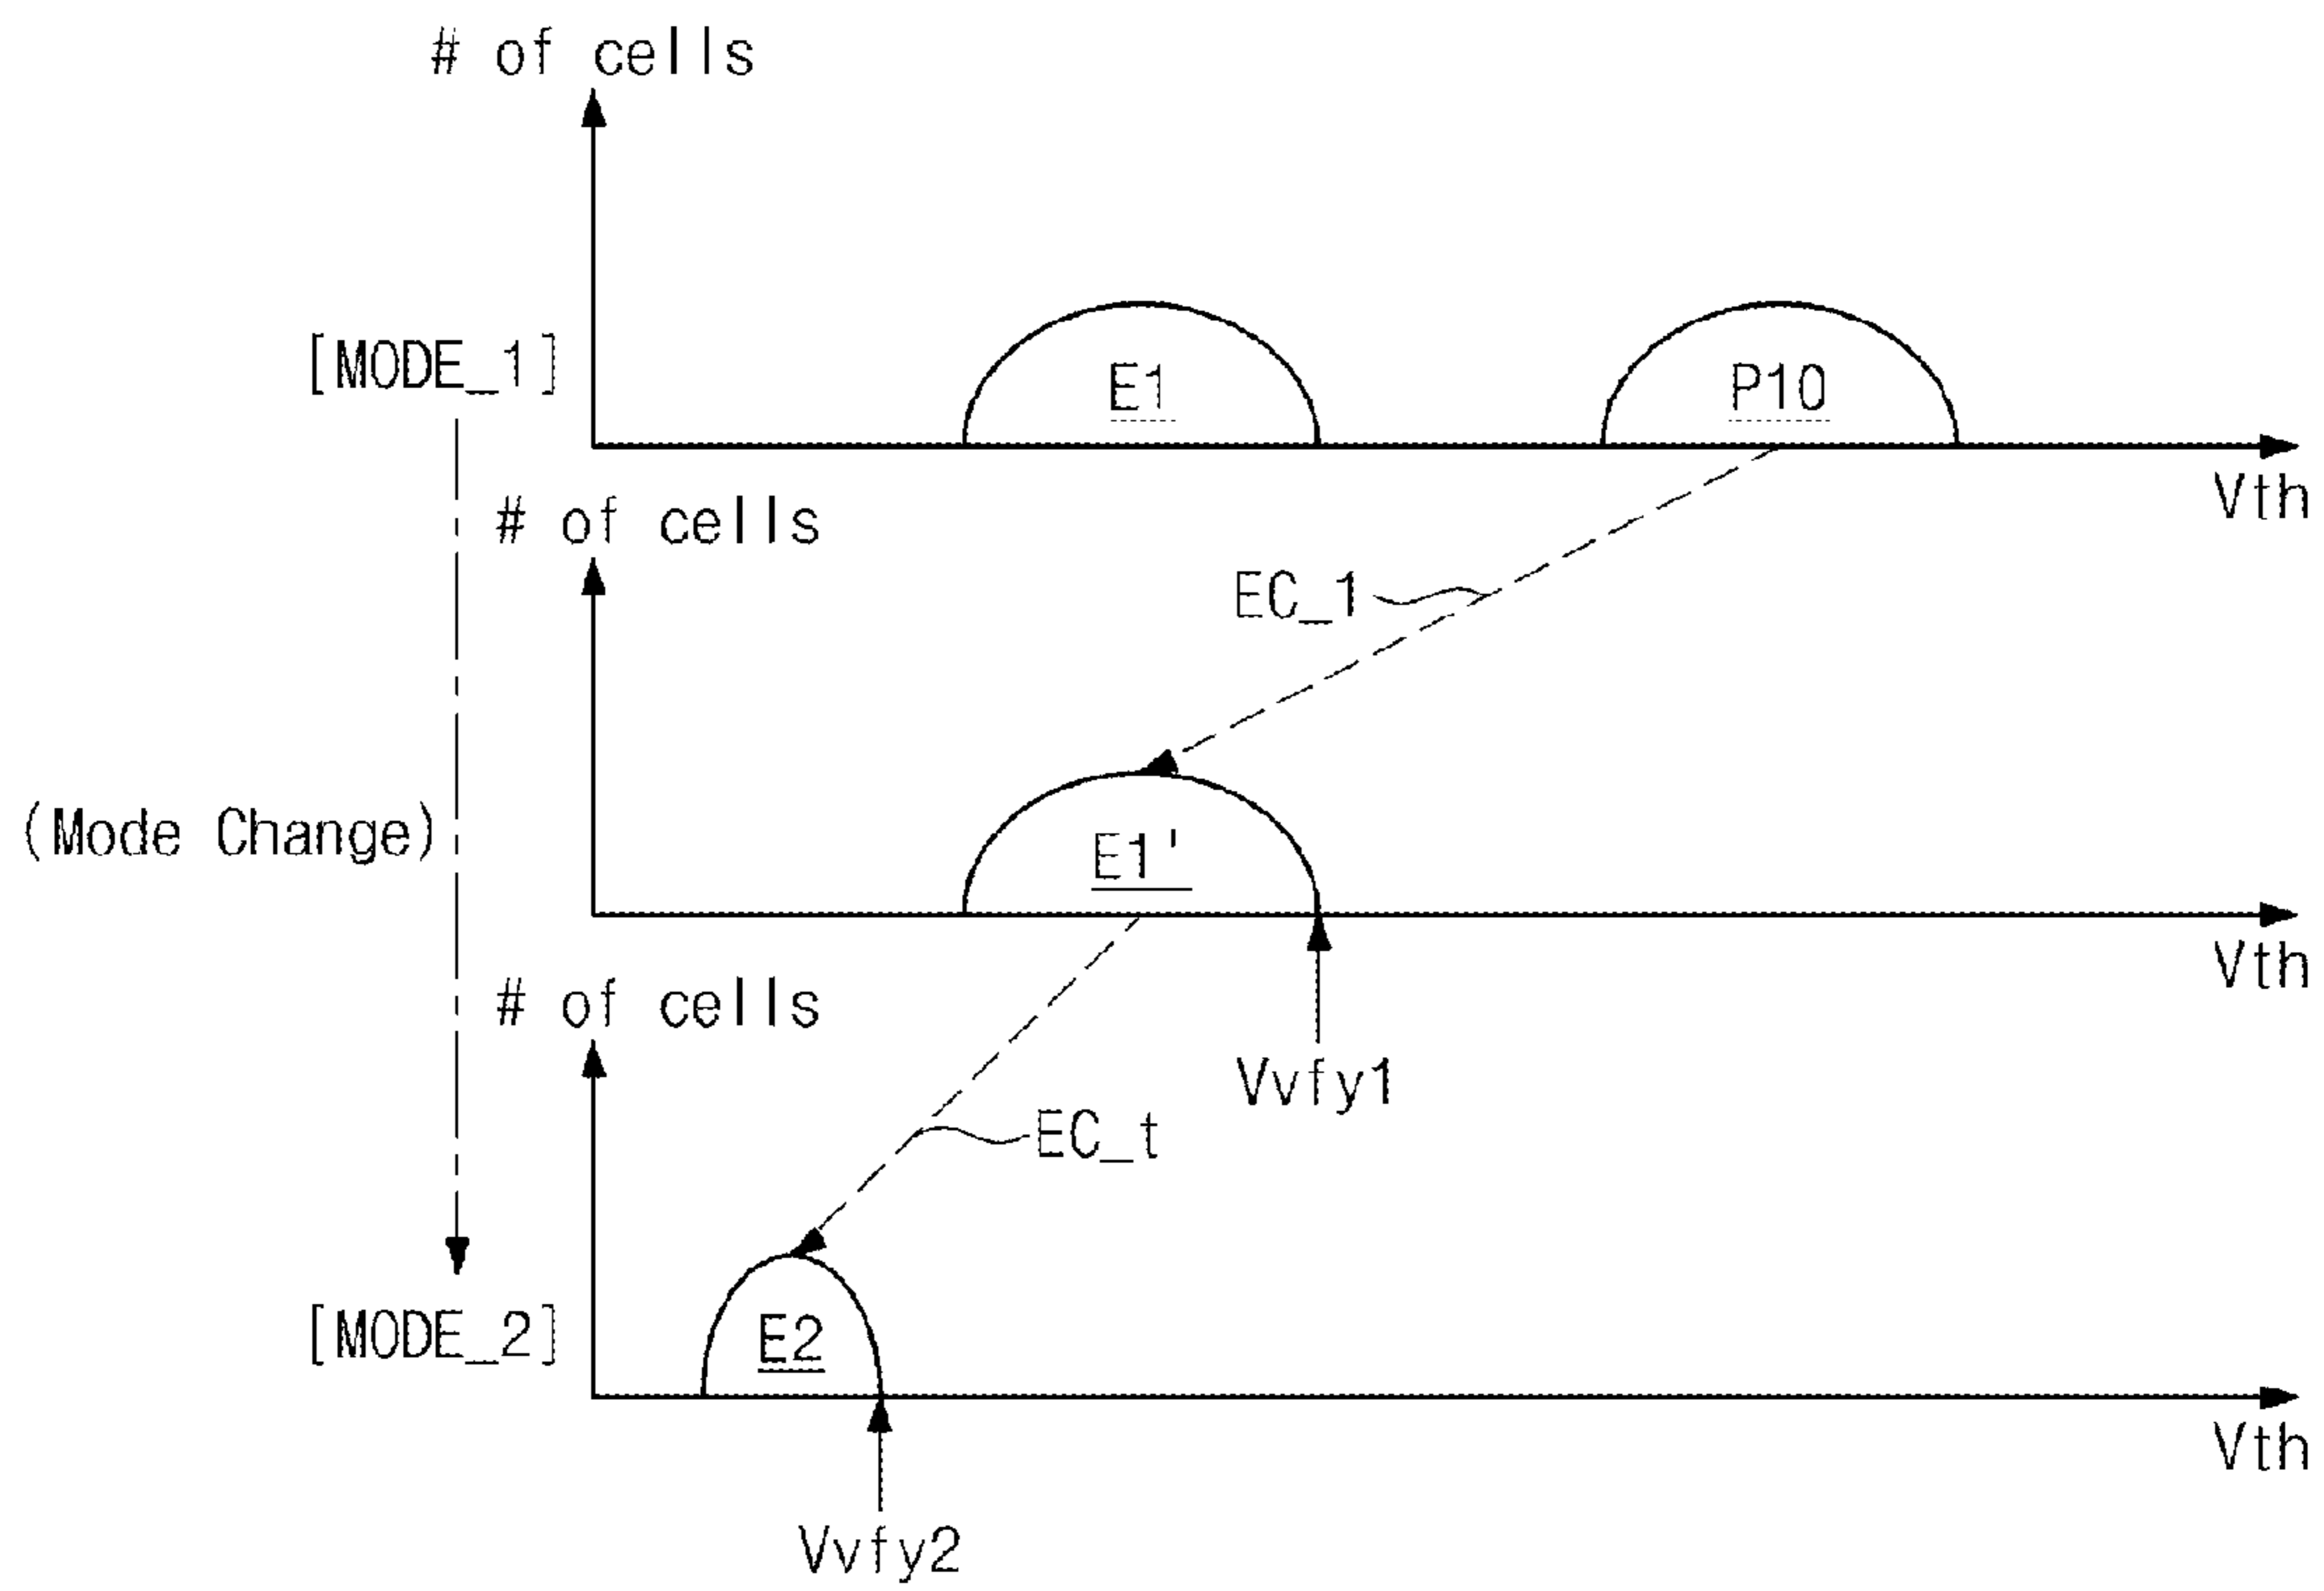 # of cells
[MODE_1]
E1
P10
Vth
# of cells
EC_1
(Mode Change)
E1'
Vth
# of cells
Vvfy1
EC_t
[MODE_2]
E2
Vth
Vvfy2